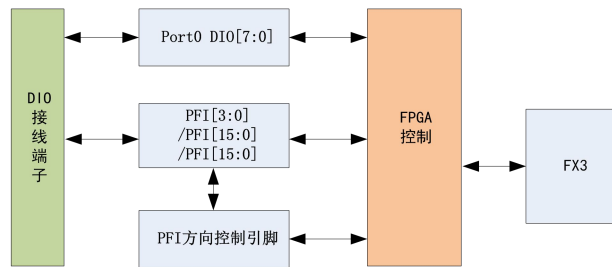 Port0 DIO[7:0]
DIO
接
线
端
子
PFI[3:0]
/PFI[15:0]
/PFI[15:0]
FPGA
控制
FX3
PFI方向控制引脚